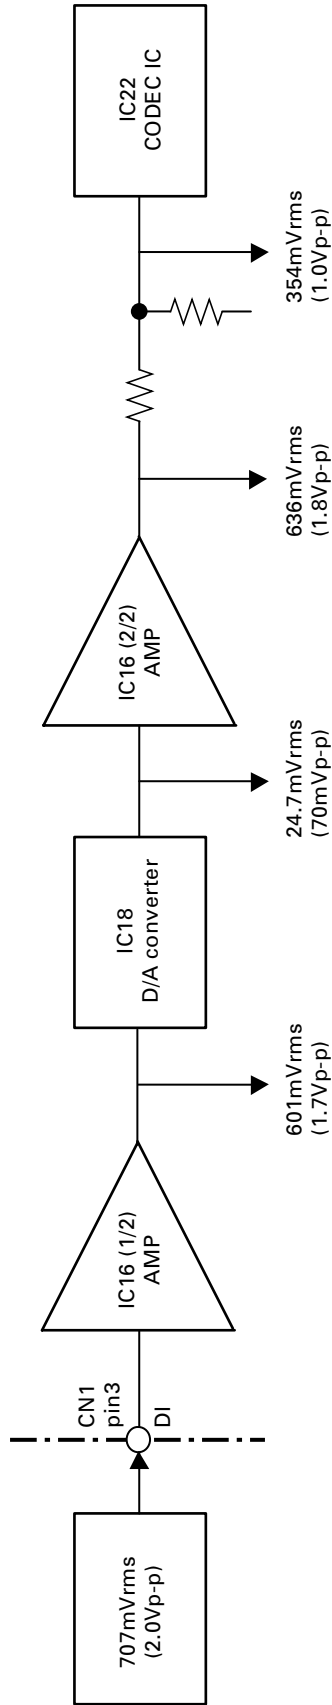 707mVrms
(2.0Vp-p)
CN1
pin3
DI
IC16 (1/2)
AMP
601mVrms
(1.7Vp-p)
IC18
D/A converter
24.7mVrms
(70mVp-p)
IC16 (2/2)
AMP
636mVrms
(1.8Vp-p)
354mVrms
(1.0Vp-p)
IC22
CODEC IC